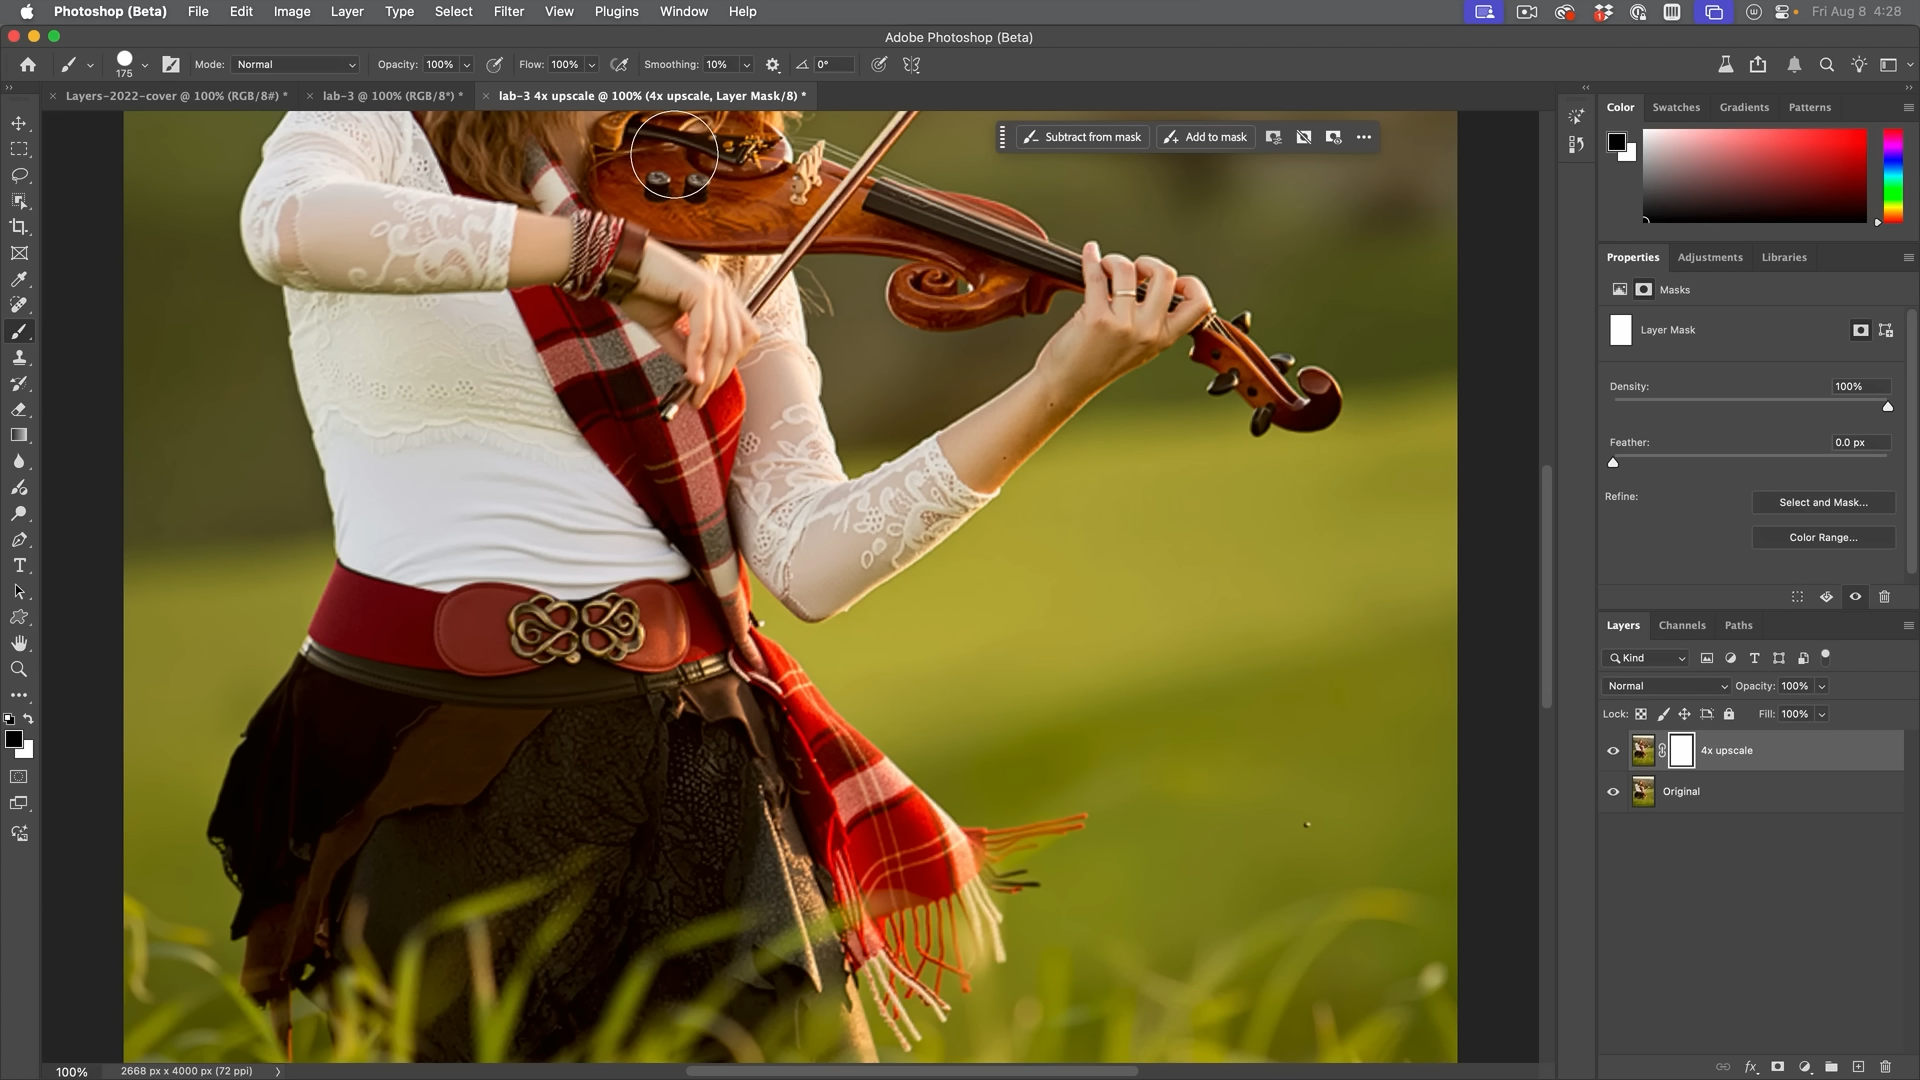 Photoshop (Beta) File Edit Image Layer Type Select Filter View Plugins Window Help Fri Aug 8 4:28
Adobe Photoshop (Beta)
175 Mode: Normal Opacity: 100% Flow: 100% Smoothing: 10% 0°
Layers-2022-cover @ 100% (RGB/8#) * lab-3 @ 100% (RGB/8*) * lab-3 4x upscale @ 100% (4x upscale, Layer Mask/8) *
Subtract from mask Add to mask
Color Swatches Gradients Patterns
Properties Adjustments Libraries
Masks
Layer Mask
Density: 100%
Feather: 0.0 px
Refine:
Select and Mask...
Color Range...
Layers Channels Paths
Kind
Normal Opacity: 100%
Lock: Fill: 100%
4x upscale
Original
fx
100% 2668 px x 4000 px (72 ppi)